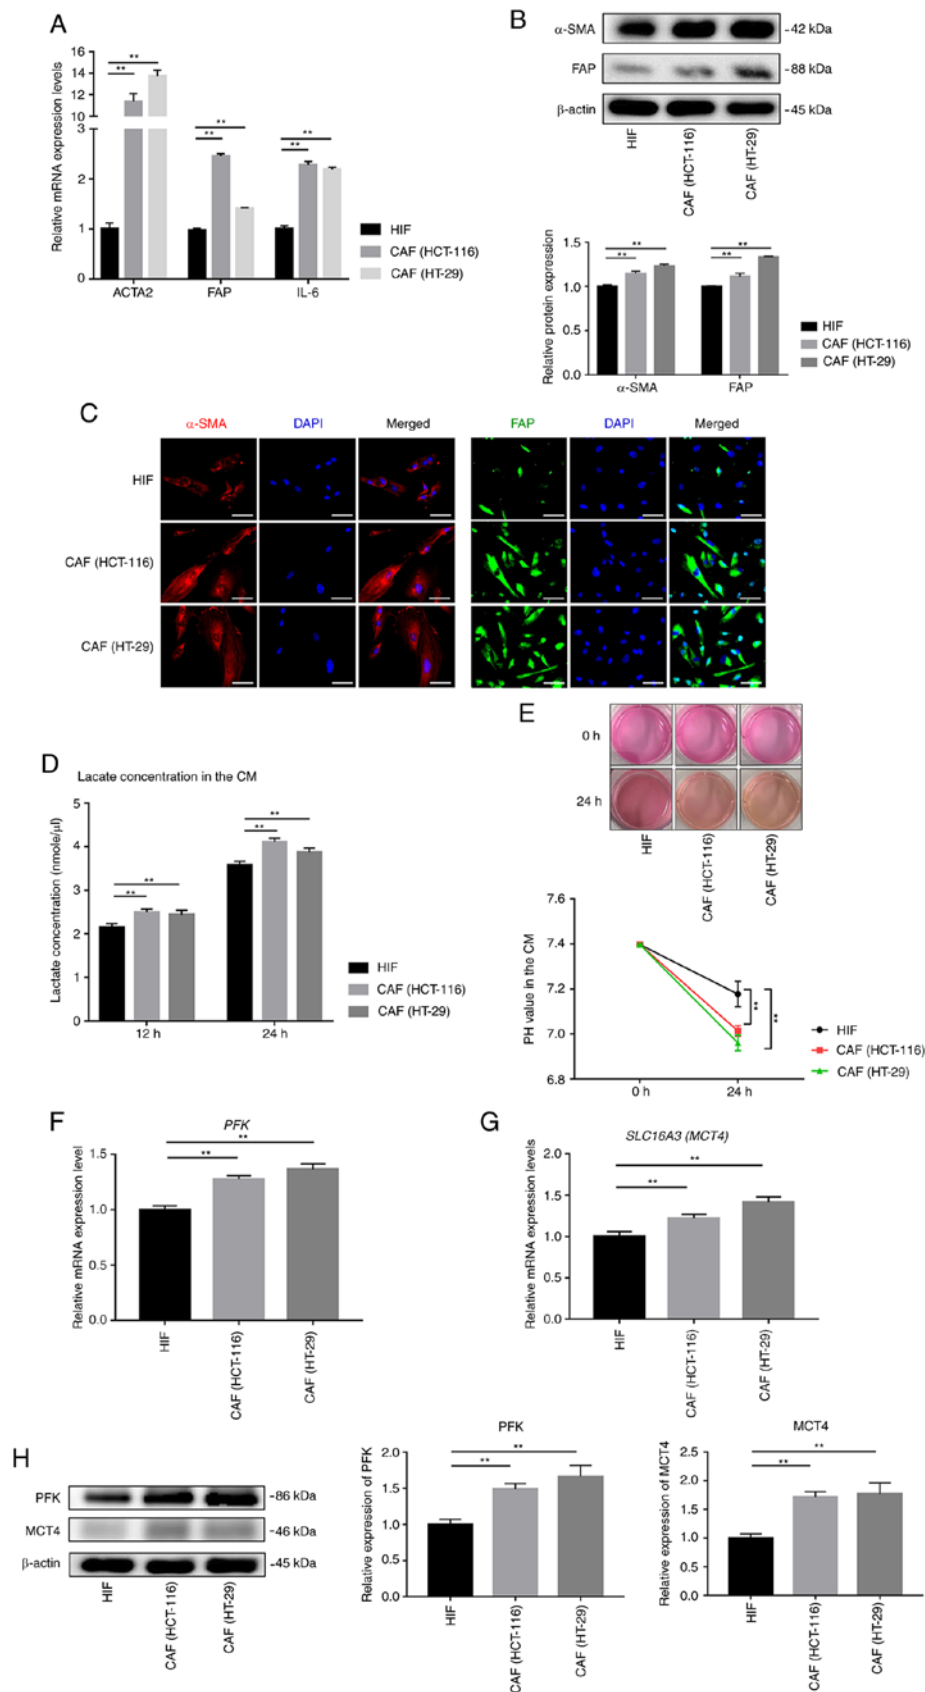 A
Relative mRNA expression levels
16
14
12
10
3
2
1
0
**
**
**
**
**
**
ACTA2
FAP
IL-6
HIF
CAF (HCT-116)
CAF (HT-29)
B
α-SMA
-42 kDa
FAP
-88 kDa
β-actin
-45 kDa
HIF
CAF (HCT-116)
CAF (HT-29)
Relative protein expression
1.5
1.0
0.5
0.0
**
**
**
**
α-SMA
FAP
HIF
CAF (HCT-116)
CAF (HT-29)
C
α-SMA
DAPI
Merged
FAP
DAPI
Merged
HIF
CAF (HCT-116)
CAF (HT-29)
D
Lacate concentration in the CM
Lactate concentration (nmole/µl)
5
4
3
2
1
0
**
**
**
**
12 h
24 h
HIF
CAF (HCT-116)
CAF (HT-29)
E
0 h
24 h
HIF
CAF (HCT-116)
CAF (HT-29)
PH value in the CM
7.6
7.4
7.2
7.0
6.8
**
**
0 h
24 h
HIF
CAF (HCT-116)
CAF (HT-29)
F
PFK
Relative mRNA expression level
1.5
1.0
0.5
0.0
**
**
HIF
CAF (HCT-116)
CAF (HT-29)
G
SLC16A3 (MCT4)
Relative mRNA expression levels
2.0
1.5
1.0
0.5
0.0
**
**
HIF
CAF (HCT-116)
CAF (HT-29)
H
PFK
-86 kDa
MCT4
-46 kDa
β-actin
-45 kDa
HIF
CAF (HCT-116)
CAF (HT-29)
PFK
Relative expression of PFK
2.0
1.5
1.0
0.5
0.0
**
**
HIF
CAF (HCT-116)
CAF (HT-29)
MCT4
Relative expression of MCT4
2.5
2.0
1.5
1.0
0.5
0.0
**
**
HIF
CAF (HCT-116)
CAF (HT-29)